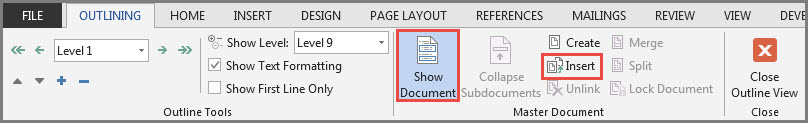 FILE OUTLINING HOME INSERT DESIGN PAGE LAYOUT REFERENCES MAILINGS REVIEW VIEW DEVE
Level 1
Show Level: Level 9
Show Text Formatting
Show First Line Only
Outline Tools
Show
Document
Collapse
Subdocuments
Create
Insert
Unlink
Merge
Split
Lock Document
Master Document
Close
Outline View
Close